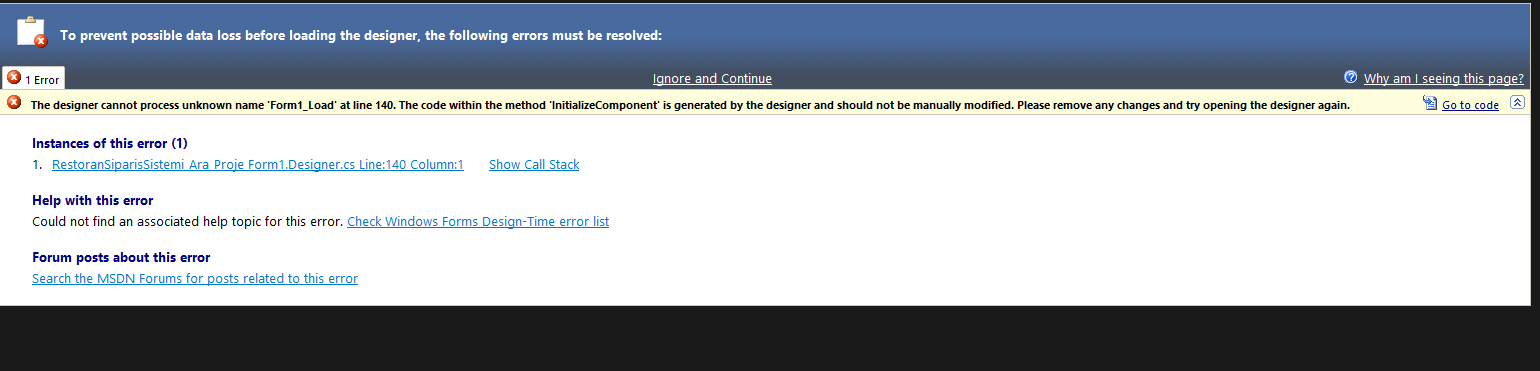 To prevent possible data loss before loading the designer, the following errors must be resolved:
1 Error
Ignore and Continue
Why am I seeing this page?
The designer cannot process unknown name 'Form1_Load' at line 140. The code within the method 'InitializeComponent' is generated by the designer and should not be manually modified. Please remove any changes and try opening the designer again.
Go to code
Instances of this error (1)
1. RestoranSiparisSistemi Ara Proje Form1.Designer.cs Line:140 Column:1 Show Call Stack
Help with this error
Could not find an associated help topic for this error. Check Windows Forms Design-Time error list
Forum posts about this error
Search the MSDN Forums for posts related to this error